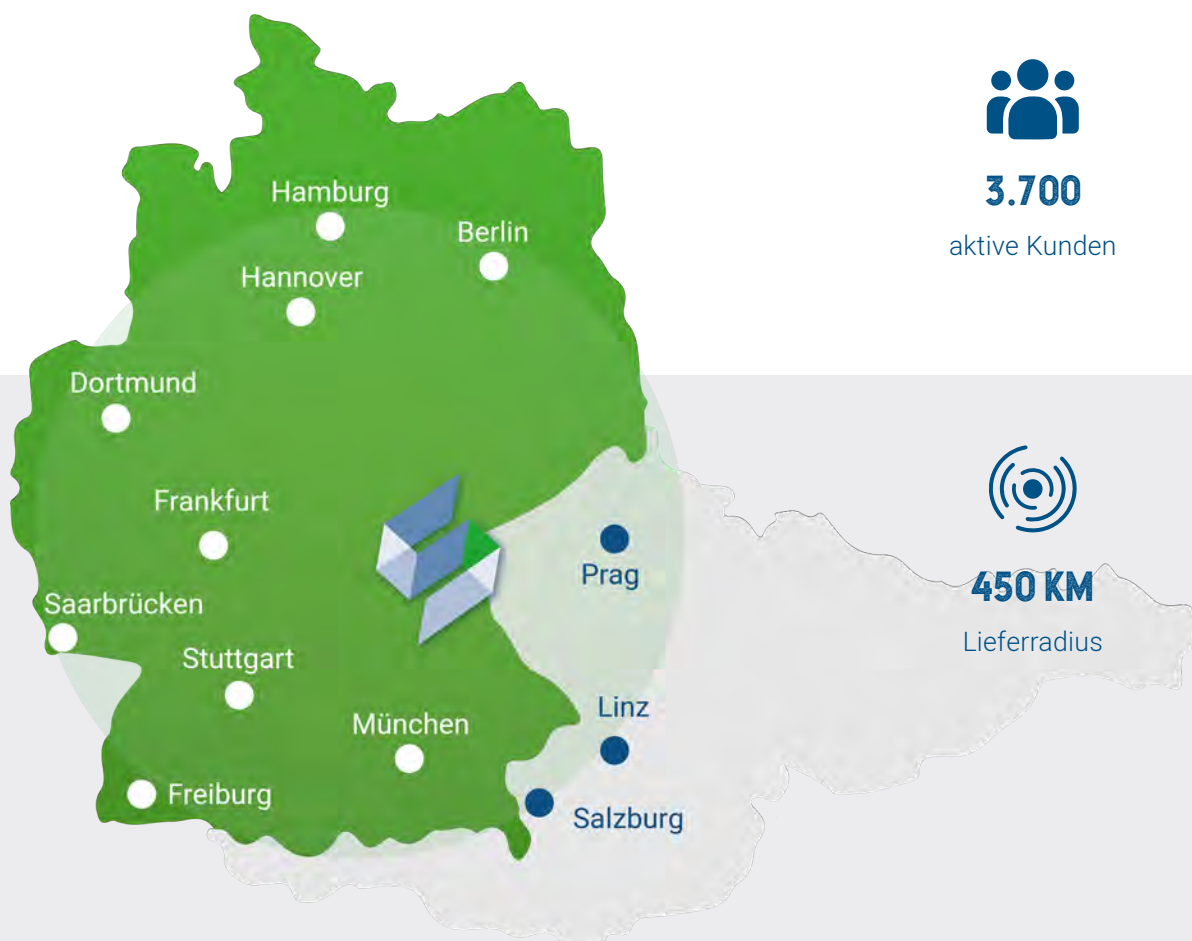 Hamburg
Berlin
Hannover
Dortmund
Frankfurt
Saarbrücken
Stuttgart
München
Freiburg
Prag
Linz
Salzburg
3.700
aktive Kunden
450 KM
Lieferradius